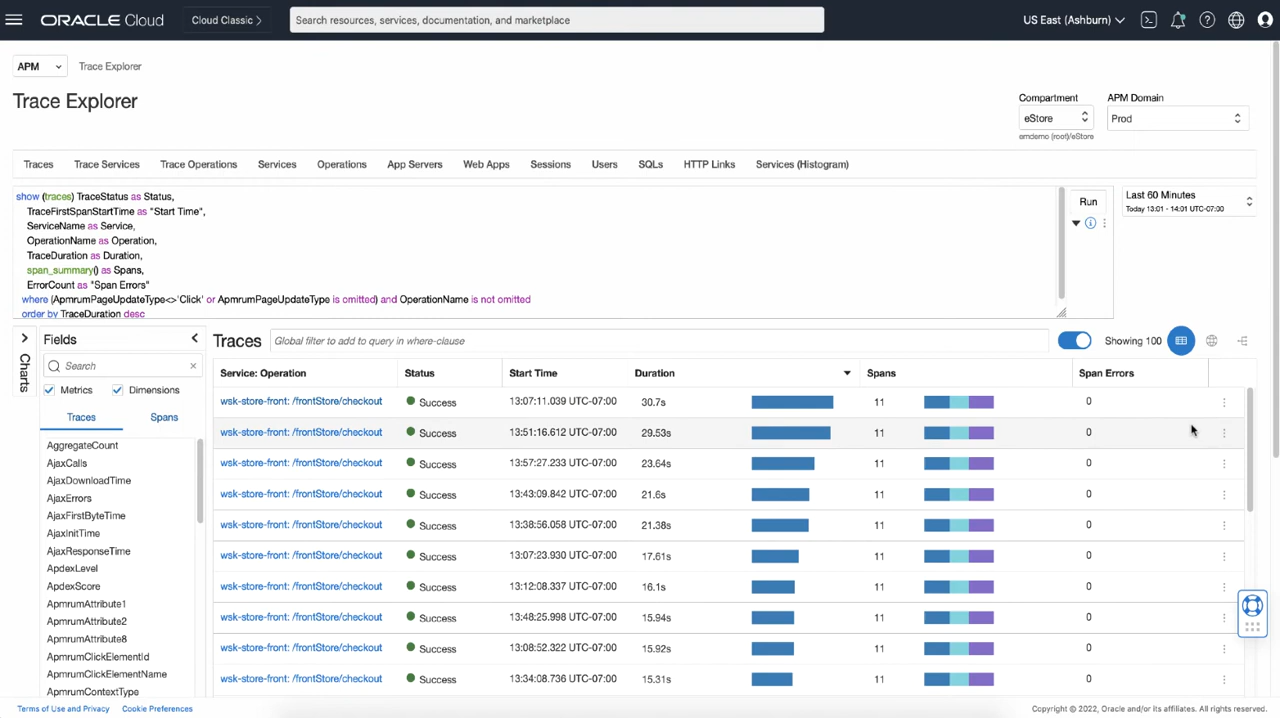 ORACLE Cloud
Cloud Classic >
Search resources, services, documentation, and marketplace
US East (Ashburn)
APM
Trace Explorer
Trace Explorer
Compartment
APM Domain
eStore
Prod
omdemo (root)/eStore
Traces
Trace Services
Trace Operations
Services
Operations
App Servers
Web Apps
Sessions
Users
SQLs
HTTP Links
Services (Histogram)
show (traces) TraceStatus as Status,
TraceFirstSpanStartTime as "Start Time",
ServiceName as Service,
OperationName as Operation,
TraceDuration as Duration,
span_summary() as Spans,
ErrorCount as "Span Errors"
where (ApmrumPageUpdateType<>'Click' or ApmrumPageUpdateType is omitted) and OperationName is not omitted
order by TraceDuration desc
Run
Last 60 Minutes
Today 13:01 - 14:01 UTC-07:00
Charts
Fields
Search
Metrics
Dimensions
Traces
Spans
AggregateCount
AjaxCalls
AjaxDownloadTime
AjaxErrors
AjaxFirstByteTime
AjaxInitTime
AjaxResponseTime
ApdexLevel
ApdexScore
ApmrumAttribute1
ApmrumAttribute2
ApmrumAttribute8
ApmrumClickElementId
ApmrumClickElementName
ApmrumContextType
Traces
Global filter to add to query in where-clause
Showing 100
Service: Operation Status Start Time Duration Spans Span Errors
wsk-store-front: /frontStore/checkout Success 13:07:11.039 UTC-07:00 30.7s 11 0
wsk-store-front: /frontStore/checkout Success 13:51:16.612 UTC-07:00 29.53s 11 0
wsk-store-front: /frontStore/checkout Success 13:57:27.233 UTC-07:00 23.64s 11 0
wsk-store-front: /frontStore/checkout Success 13:43:09.842 UTC-07:00 21.6s 11 0
wsk-store-front: /frontStore/checkout Success 13:38:56.058 UTC-07:00 21.38s 11 0
wsk-store-front: /frontStore/checkout Success 13:07:23.930 UTC-07:00 17.61s 11 0
wsk-store-front: /frontStore/checkout Success 13:12:08.337 UTC-07:00 16.1s 11 0
wsk-store-front: /frontStore/checkout Success 13:48:25.998 UTC-07:00 15.94s 11 0
wsk-store-front: /frontStore/checkout Success 13:08:52.322 UTC-07:00 15.92s 11 0
wsk-store-front: /frontStore/checkout Success 13:34:08.736 UTC-07:00 15.31s 11 0
Terms of Use and Privacy
Cookie Preferences
Copyright © 2022, Oracle and/or its affiliates. All rights reserved.